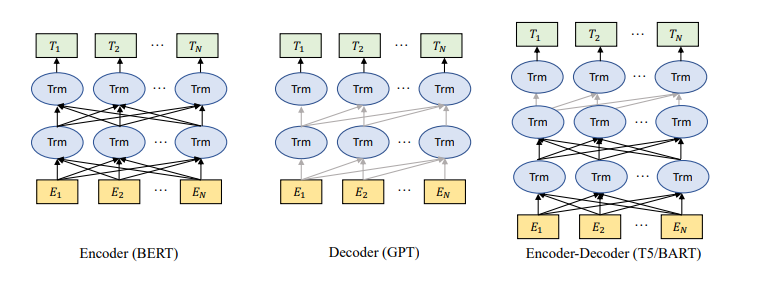 T1 T2 ... TN
Trm Trm ... Trm
Trm Trm ... Trm
E1 E2 ... EN
Encoder (BERT)
T1 T2 ... TN
Trm Trm ... Trm
Trm Trm ... Trm
E1 E2 ... EN
Decoder (GPT)
T1 T2 ... TN
Trm Trm ... Trm
Trm Trm ... Trm
Trm Trm ... Trm
E1 E2 ... EN
Encoder-Decoder (T5/BART)